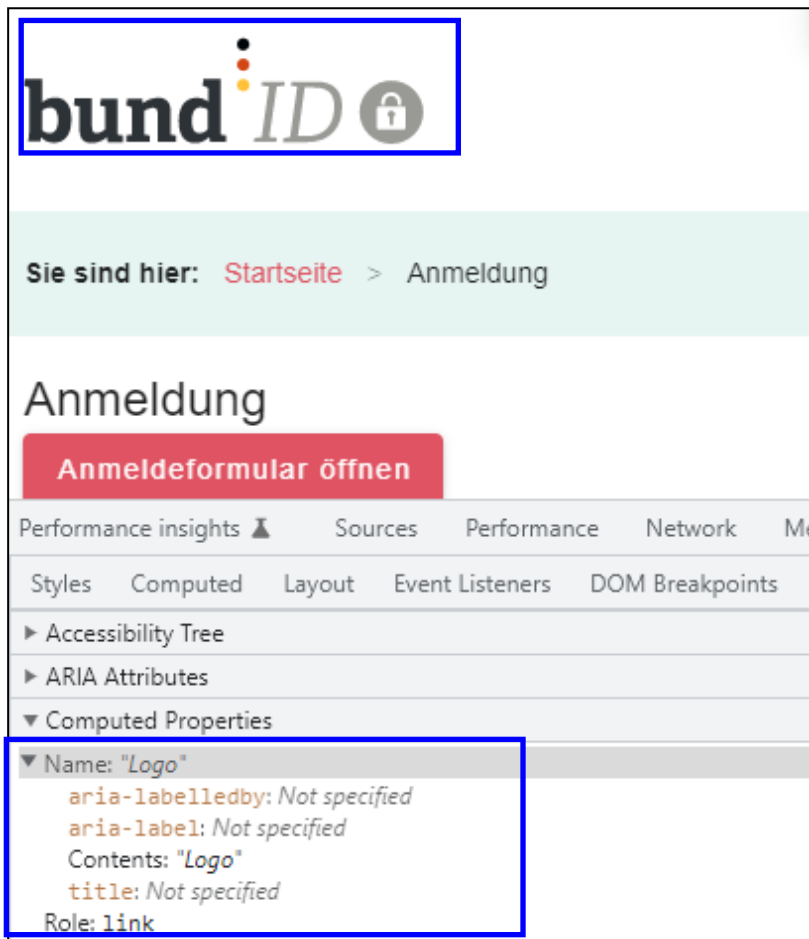 bund ID
Sie sind hier: Startseite > Anmeldung
Anmeldung
Anmeldeformular öffnen
Performance insights Sources Performance Network Me
Styles Computed Layout Event Listeners DOM Breakpoints
Accessibility Tree
ARIA Attributes
Computed Properties
Name: "Logo"
aria-labelledby: Not specified
aria-label: Not specified
Contents: "Logo"
title: Not specified
Role: link